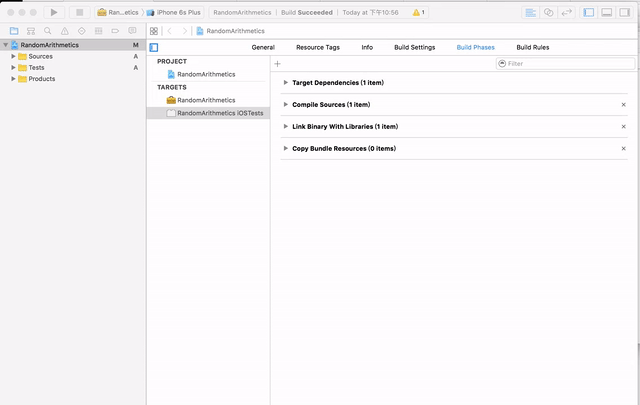 Ran...etics
iPhone 6s Plus
RandomArithmetics
Build Succeeded
Today at 下午10:56
1
RandomArithmetics
RandomArithmetics
M
Sources
A
Tests
A
Products
General
Resource Tags
Info
Build Settings
Build Phases
Build Rules
PROJECT
RandomArithmetics
TARGETS
RandomArithmetics
RandomArithmetics iOSTests
Filter
Target Dependencies (1 item)
Compile Sources (1 item)
Link Binary With Libraries (1 item)
Copy Bundle Resources (0 items)